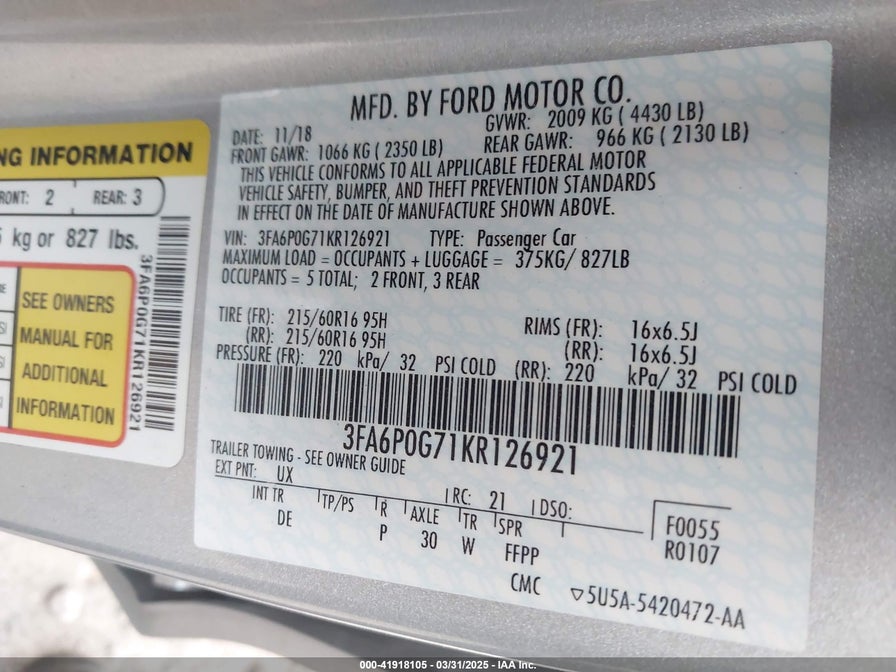 NG INFORMATION
FRONT: 2 REAR: 3
kg or 827 lbs.
SEE OWNERS
MANUAL FOR
ADDITIONAL
INFORMATION
3FA6P0G71KR126921
MFD. BY FORD MOTOR CO.
DATE: 11/18 GVWR: 2009 KG ( 4430 LB)
FRONT GAWR: 1066 KG ( 2350 LB) REAR GAWR: 966 KG ( 2130 LB)
THIS VEHICLE CONFORMS TO ALL APPLICABLE FEDERAL MOTOR
VEHICLE SAFETY, BUMPER, AND THEFT PREVENTION STANDARDS
IN EFFECT ON THE DATE OF MANUFACTURE SHOWN ABOVE.
VIN: 3FA6P0G71KR126921 TYPE: Passenger Car
MAXIMUM LOAD = OCCUPANTS + LUGGAGE = 375KG/ 827LB
OCCUPANTS = 5 TOTAL; 2 FRONT, 3 REAR
TIRE (FR): 215/60R16 95H RIMS (FR): 16x6.5J
(RR): 215/60R16 95H (RR): 16x6.5J
PRESSURE (FR): 220 kPa/ 32 PSI COLD (RR): 220 kPa/ 32 PSI COLD
3FA6P0G71KR126921
TRAILER TOWING - SEE OWNER GUIDE
EXT PNT: UX RC: 21 DSO:
INT TR TP/PS R AXLE TR SPR
DE P 30 W FFPP
F0055
R0107
CMC ▽5U5A-5420472-AA
000-41918105 - 03/31/2025 - IAA Inc.